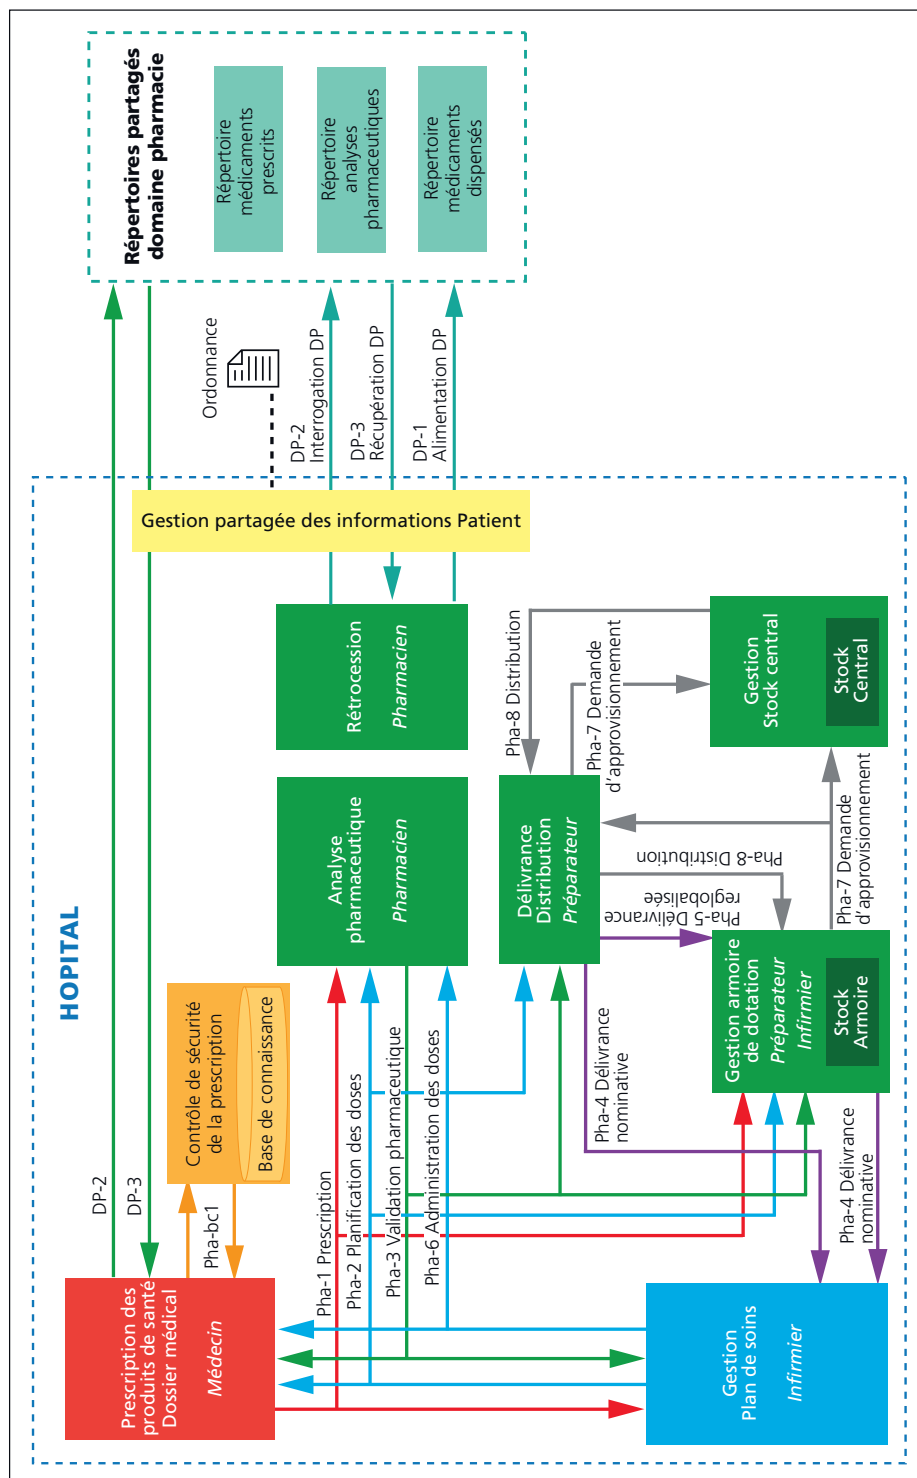 HOPITAL
Prescription des
produits de santé
Dossier médical
Médecin
DP-2
DP-3
Pha-bc1
Contrôle de sécurité
de la prescription
Base de connaissance
Répertoires partagés
domaine pharmacie
Répertoire
médicaments
prescrits
Répertoire
analyses
pharmaceutiques
Répertoire
médicaments
dispensés
Ordonnance
DP-2
Interrogation DP
DP-3
Récupération DP
DP-1
Alimentation DP
Gestion partagée des informations Patient
Pha-1 Prescription
Pha-2 Planification des doses
Pha-3 Validation pharmaceutique
Pha-6 Administration des doses
Analyse
pharmaceutique
Pharmacien
Rétrocession
Pharmacien
Délivrance
Distribution
Préparateur
Pha-8 Distribution
Pha-7 Demande
d'approvisionnement
Pha-4 Délivrance
nominative
Pha-5 Délivrance
reglobalisée
Pha-8 Distribution
Gestion
Plan de soins
Infirmier
Pha-4 Délivrance
nominative
Gestion armoire
de dotation
Préparateur
Infirmier
Stock
Armoire
Pha-7 Demande
d'approvisionnement
Gestion
Stock central
Stock
Central